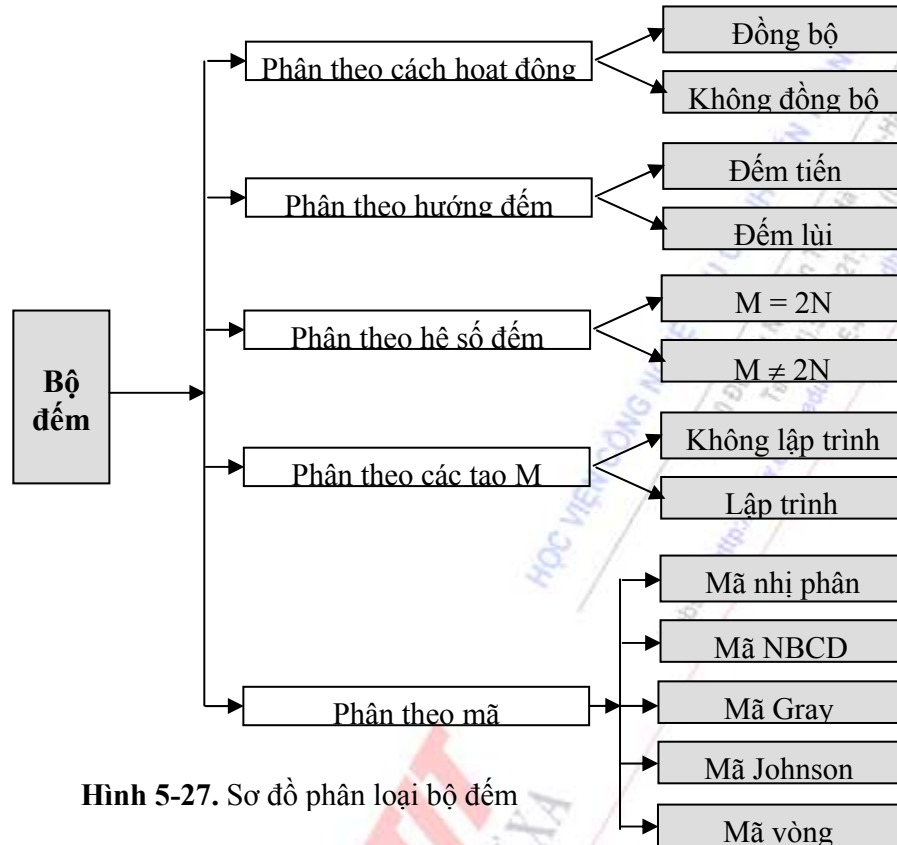 Phân theo cách hoạt động
Đồng bộ
Không đồng bộ
Phân theo hướng đếm
Đếm tiến
Đếm lùi
Phân theo hệ số đếm
M = 2N
M ≠ 2N
Bộ
đếm
Phân theo các tạo M
Không lập trình
Lập trình
Phân theo mã
Mã nhị phân
Mã NBCD
Mã Gray
Mã Johnson
Mã vòng
Hình 5-27. Sơ đồ phân loại bộ đếm